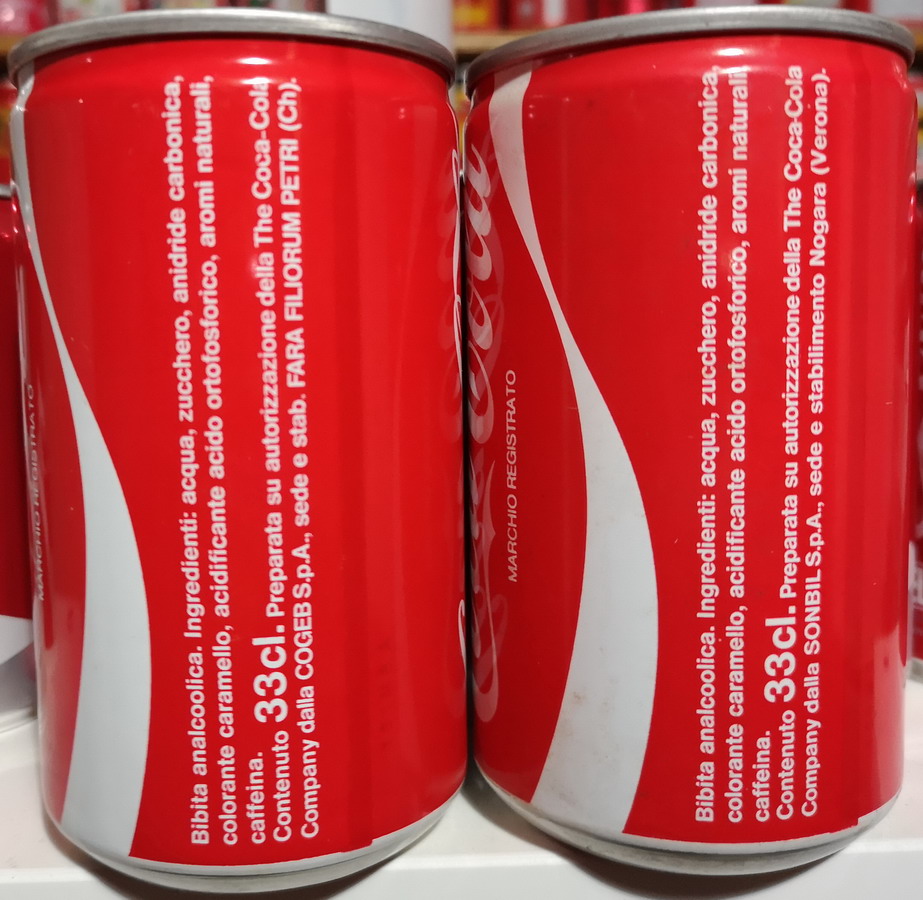 MARCHIO REGISTRATO
Bibita analcoolica. Ingredienti: acqua, zucchero, anidride carbonica,
colorante caramello, acidificante acido ortofosforico, aromi naturali,
caffeina.
Contenuto 33cl. Preparata su autorizzazione della The Coca-Cola
Company dalla COGEB S.p.A., sede e stab. FARA FILIORUM PETRI (Ch).
Coca-Cola
MARCHIO REGISTRATO
Bibita analcoolica. Ingredienti: acqua, zucchero, anidride carbonica,
colorante caramello, acidificante acido ortofosforico, aromi naturali
caffeina.
Contenuto 33cl. Preparata su autorizzazione della The Coca-Cola
Company dalla SONBIL S.p.A., sede e stabilimento Nogara (Verona).